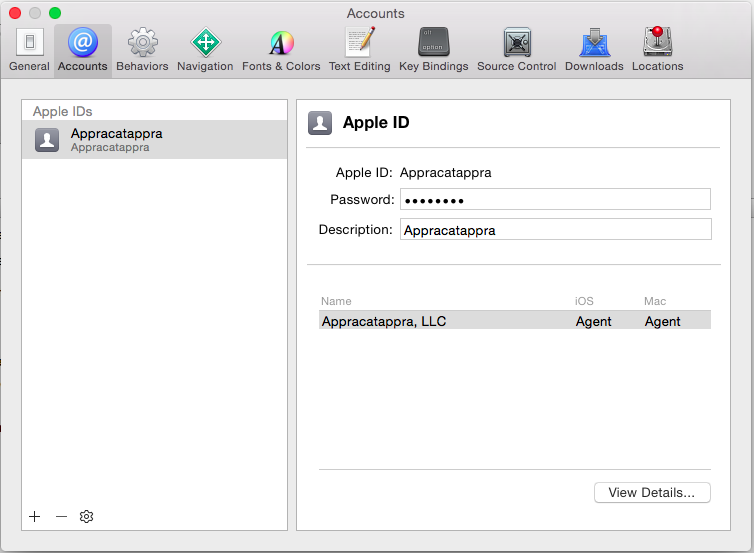 Accounts
General Accounts Behaviors Navigation Fonts & Colors Text Editing Key Bindings Source Control Downloads Locations
Apple IDs
Appracatappra
Appracatappra
Apple ID
Apple ID: Appracatappra
Password: ••••••••
Description: Appracatappra
Name iOS Mac
Appracatappra, LLC Agent Agent
View Details...